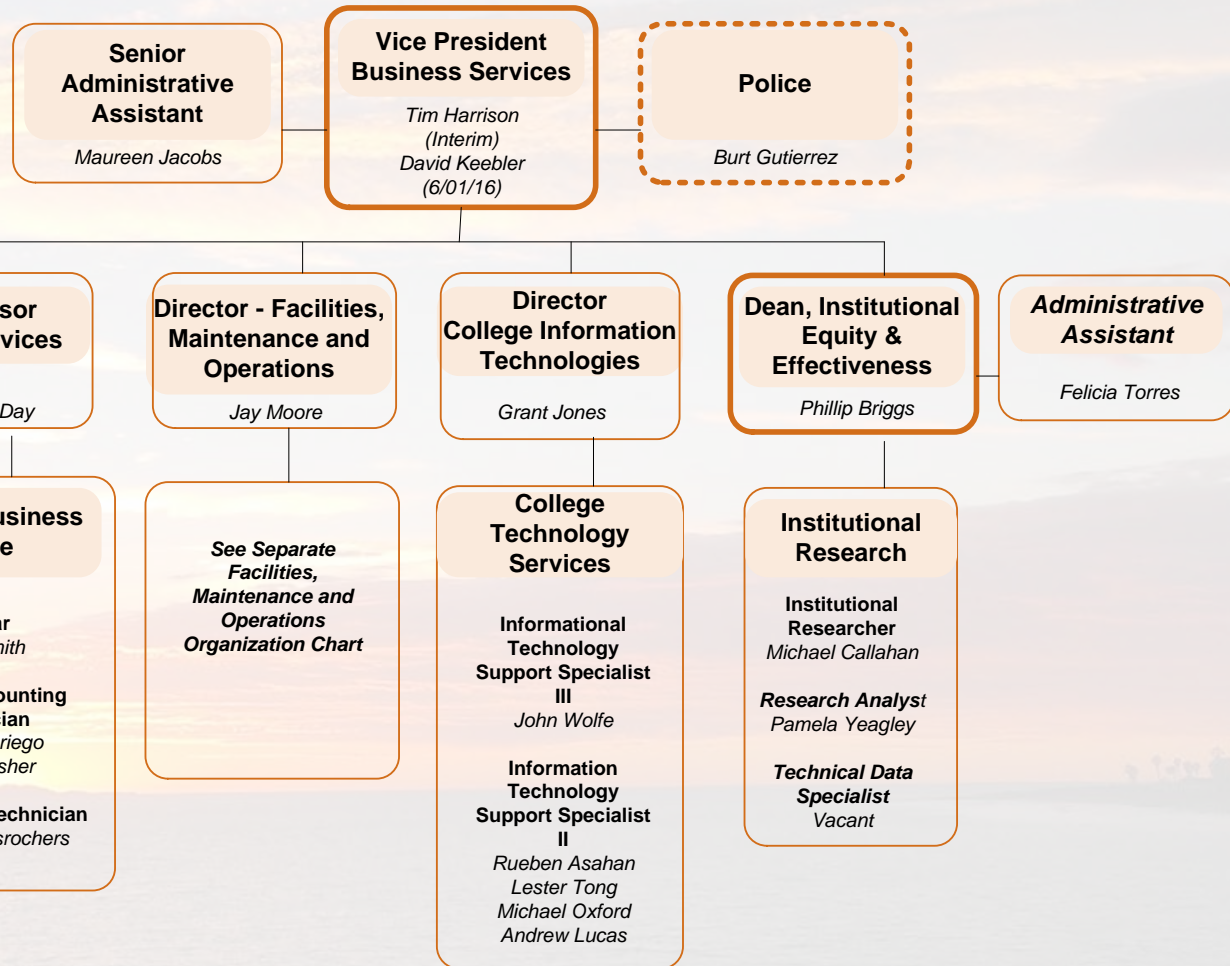 Senior
Administrative
Assistant
Maureen Jacobs
Vice President
Business Services
Tim Harrison
(Interim)
David Keebler
(6/01/16)
Police
Burt Gutierrez
Day
Director - Facilities,
Maintenance and
Operations
Jay Moore
Director
College Information
Technologies
Grant Jones
Dean, Institutional
Equity &
Effectiveness
Phillip Briggs
Administrative
Assistant
Felicia Torres
See Separate
Facilities,
Maintenance and
Operations
Organization Chart
College
Technology
Services
Informational
Technology
Support Specialist
III
John Wolfe
Information
Technology
Support Specialist
II
Rueben Asahan
Lester Tong
Michael Oxford
Andrew Lucas
Institutional
Research
Institutional
Researcher
Michael Callahan
Research Analyst
Pamela Yeagley
Technical Data
Specialist
Vacant